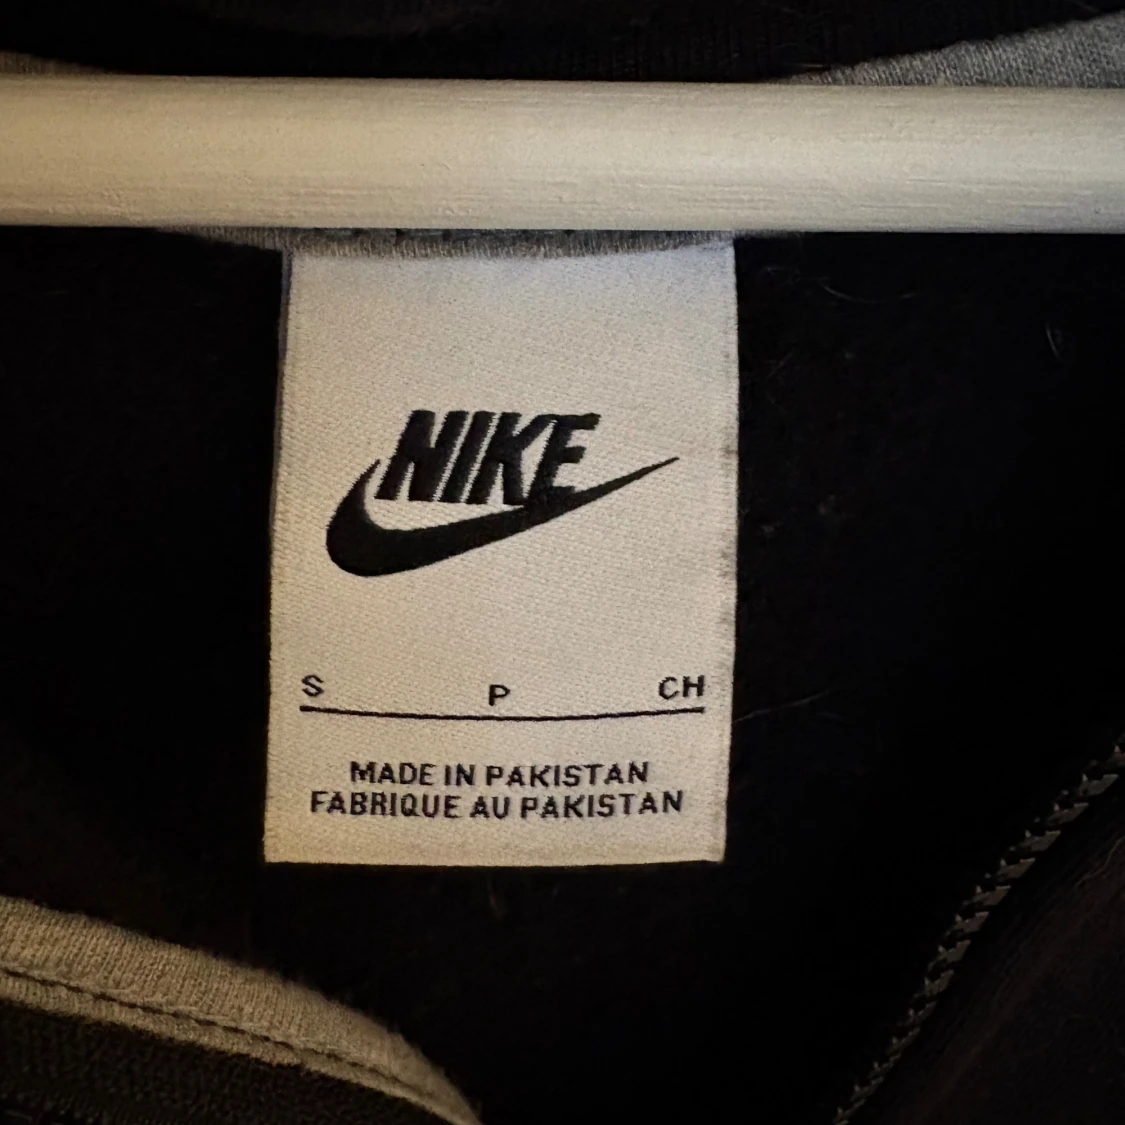 NIKE
S P CH
MADE IN PAKISTAN
FABRIQUE AU PAKISTAN